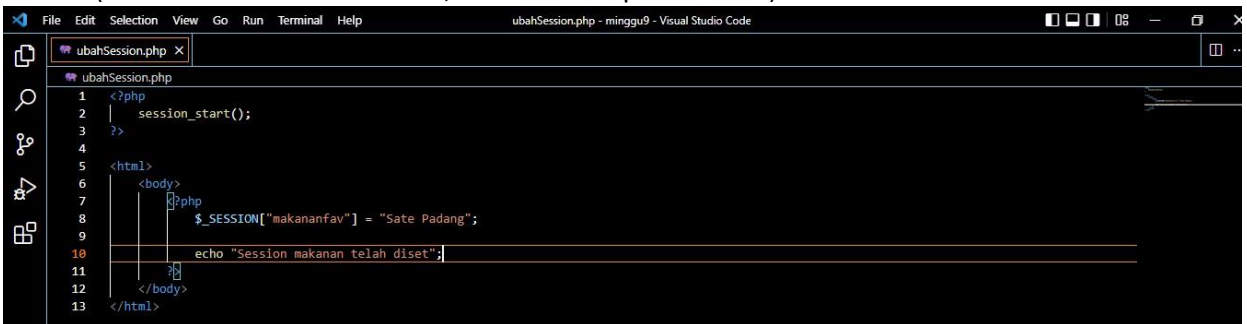 File Edit Selection View Go Run Terminal Help ubahSession.php - minggu9 - Visual Studio Code
ubahSession.php
ubahSession.php
1 <?php
2 session_start();
3 ?>
4
5 <html>
6 <body>
7 <?php
8 $_SESSION["makananfav"] = "Sate Padang";
9
10 echo "Session makanan telah diset";
11 ?>
12 </body>
13 </html>